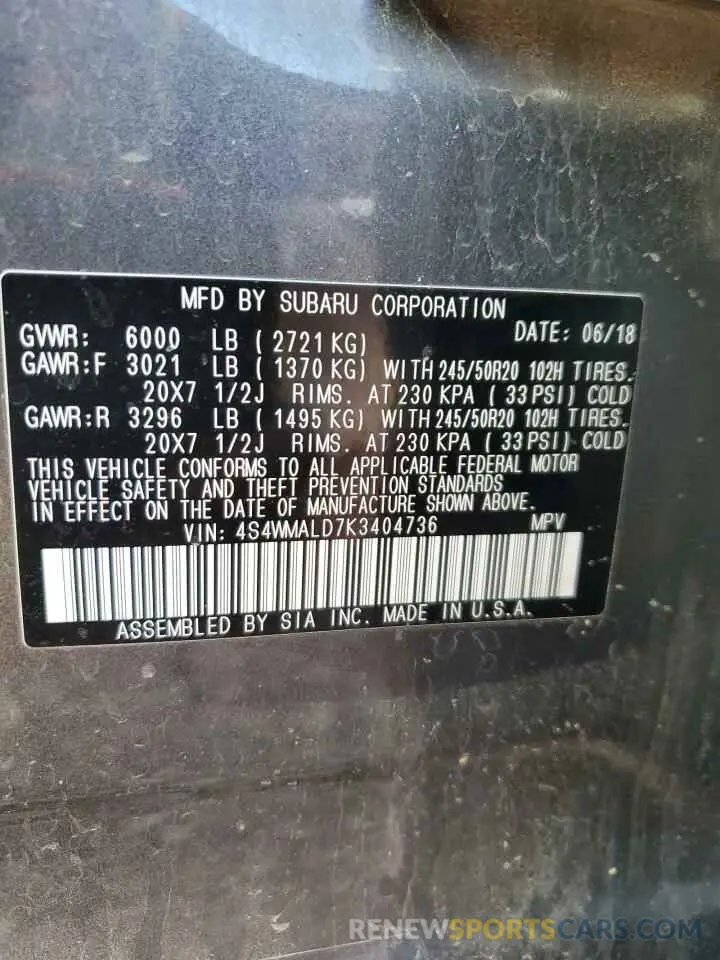 MFD BY SUBARU CORPORATION
GVWR: 6000 LB ( 2721 KG) DATE: 06/18
GAWR:F 3021 LB ( 1370 KG) WITH 245/50R20 102H TIRES.
20X7 1/2J RIMS. AT 230 KPA ( 33 PSI) COLD
GAWR:R 3296 LB ( 1495 KG) WITH 245/50R20 102H TIRES.
20X7 1/2J RIMS. AT 230 KPA ( 33 PSI) COLD
THIS VEHICLE CONFORMS TO ALL APPLICABLE FEDERAL MOTOR
VEHICLE SAFETY AND THEFT PREVENTION STANDARDS
IN EFFECT ON THE DATE OF MANUFACTURE SHOWN ABOVE.
VIN: 4S4WMALD7K3404736 MPV
ASSEMBLED BY SIA INC. MADE IN U.S.A.
RENEWSPORTSCARS.COM